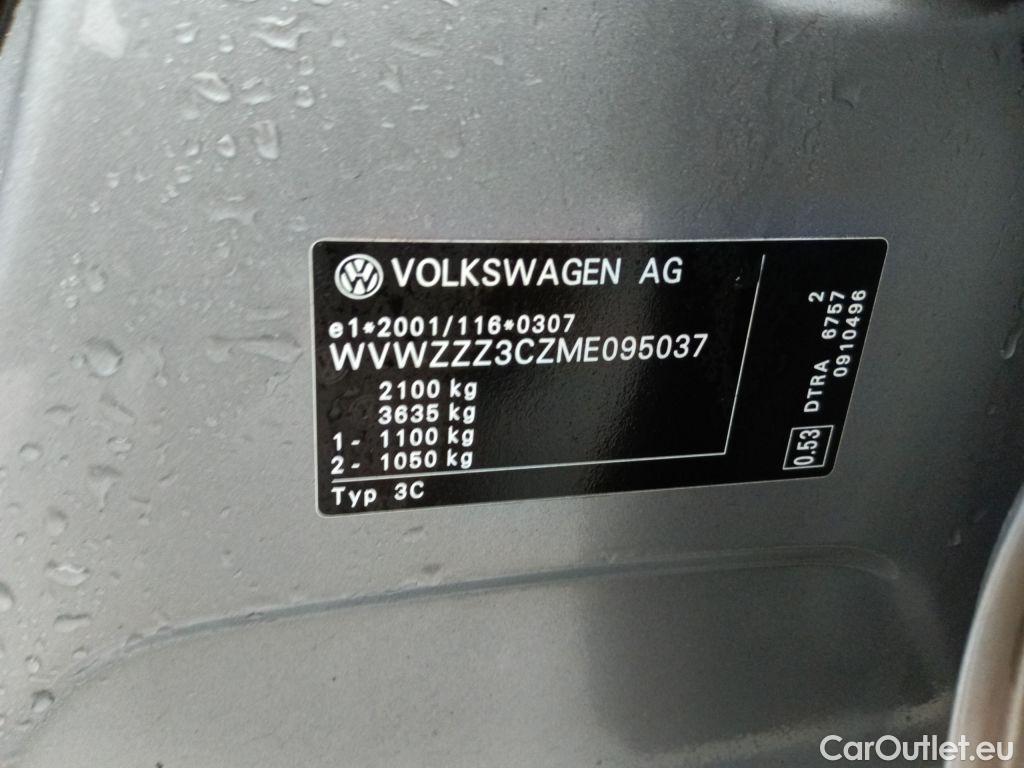 VOLKSWAGEN AG
e1*2001/116*0307
WVWZZZ3CZME095037
2100 kg
3635 kg
1- 1100 kg
2- 1050 kg
Typ 3C
0.53 DTRA 6757 2
0910496
CarOutlet.eu